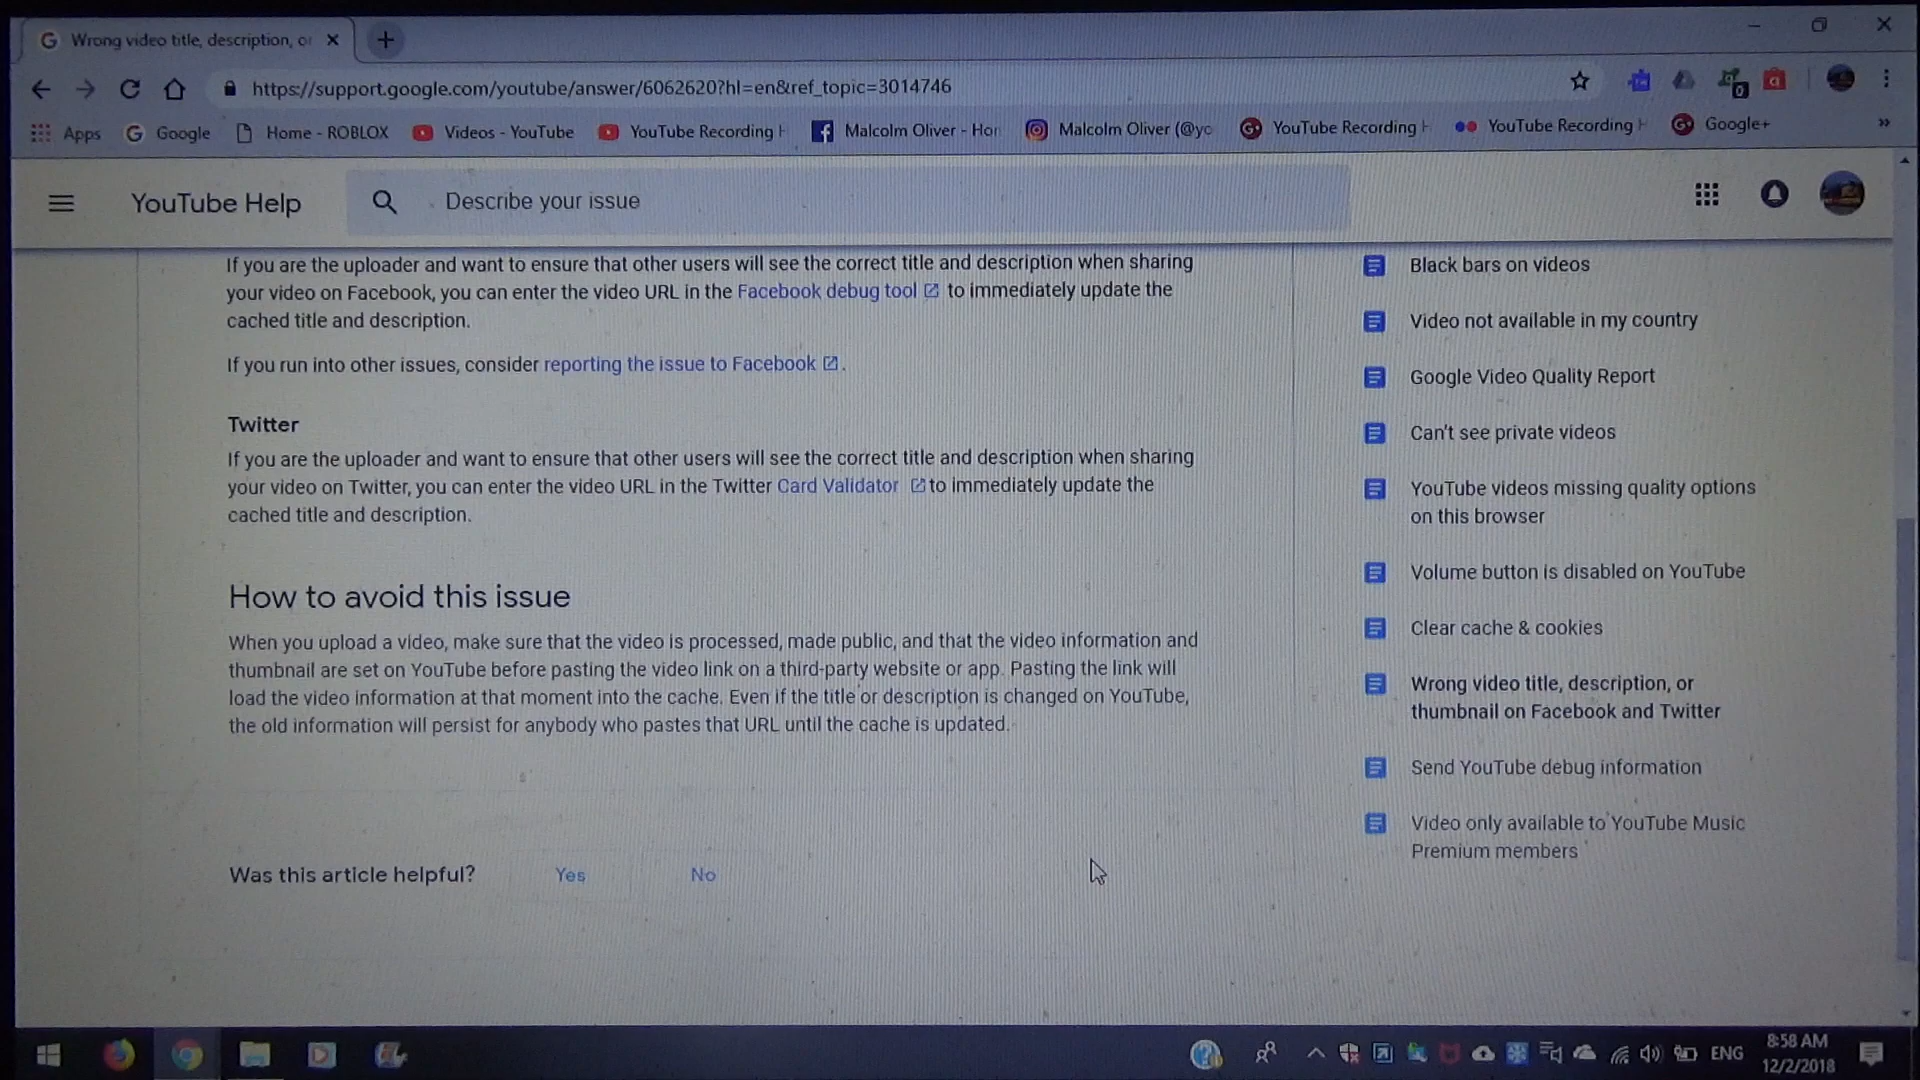 Wrong video title, description, or
https://support.google.com/youtube/answer/6062620?hl=en&ref_topic=3014746
Apps Google Home - ROBLOX Videos - YouTube YouTube Recording Malcolm Oliver - Hor Malcolm Oliver (@yo YouTube Recording YouTube Recording Google+ »
YouTube Help Describe your issue
If you are the uploader and want to ensure that other users will see the correct title and description when sharing
your video on Facebook, you can enter the video URL in the Facebook debug tool to immediately update the
cached title and description.
If you run into other issues, consider reporting the issue to Facebook .
Twitter
If you are the uploader and want to ensure that other users will see the correct title and description when sharing
your video on Twitter, you can enter the video URL in the Twitter Card Validator to immediately update the
cached title and description.
How to avoid this issue
When you upload a video, make sure that the video is processed, made public, and that the video information and
thumbnail are set on YouTube before pasting the video link on a third-party website or app. Pasting the link will
load the video information at that moment into the cache. Even if the title or description is changed on YouTube,
the old information will persist for anybody who pastes that URL until the cache is updated.
Was this article helpful? Yes No
Black bars on videos
Video not available in my country
Google Video Quality Report
Can't see private videos
YouTube videos missing quality options
on this browser
Volume button is disabled on YouTube
Clear cache & cookies
Wrong video title, description, or
thumbnail on Facebook and Twitter
Send YouTube debug information
Video only available to YouTube Music
Premium members
ENG
8:58 AM
12/2/2018